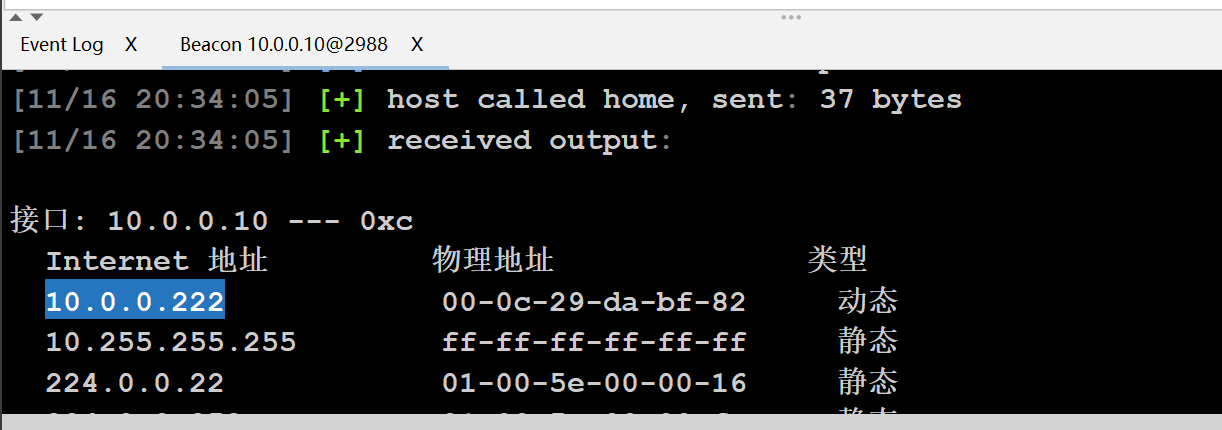 Event Log X Beacon 10.0.0.10@2988 X
[11/16 20:34:05] [+] host called home, sent: 37 bytes
[11/16 20:34:05] [+] received output:
接口: 10.0.0.10 --- 0xc
Internet 地址 物理地址 类型
10.0.0.222 00-0c-29-da-bf-82 动态
10.255.255.255 ff-ff-ff-ff-ff-ff 静态
224.0.0.22 01-00-5e-00-00-16 静态